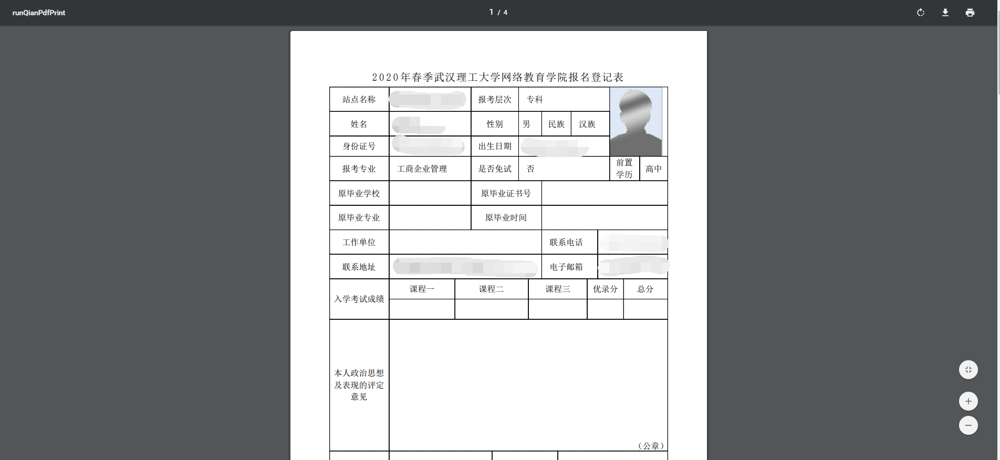 runQianPdfPrint
1 / 4
2020年春季武汉理工大学网络教育学院报名登记表
站点名称 报考层次 专科
姓名 性别 男 民族 汉族
身份证号 出生日期
报考专业 工商企业管理 是否免试 否 前置 高中
学历
原毕业学校 原毕业证书号
原毕业专业 原毕业时间
工作单位 联系电话
联系地址 电子邮箱
入学考试成绩 课程一 课程二 课程三 优录分 总分
本人政治思想
及表现的评定
意见
（公章）